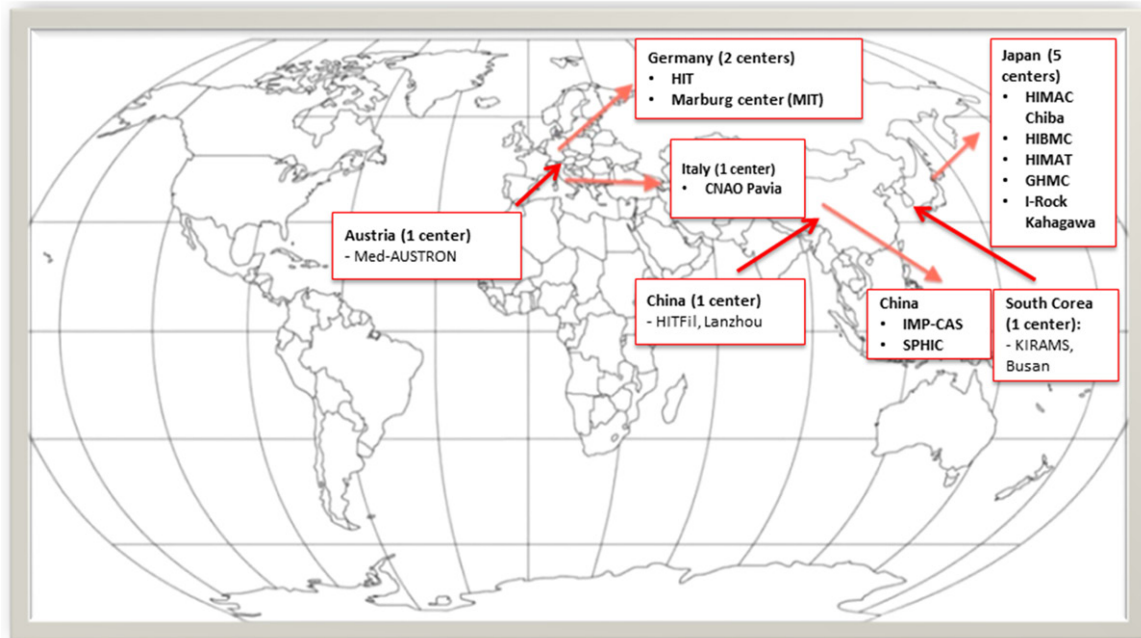 Germany (2 centers)
• HIT
• Marburg center (MIT)
Japan (5
centers)
• HIMAC
Chiba
• HIBMC
• HIMAT
• GHMC
• I-Rock
Kahagawa
Italy (1 center)
• CNAO Pavia
Austria (1 center)
- Med-AUSTRON
China (1 center)
- HITFil, Lanzhou
China
• IMP-CAS
• SPHIC
South Corea
(1 center):
- KIRAMS,
Busan